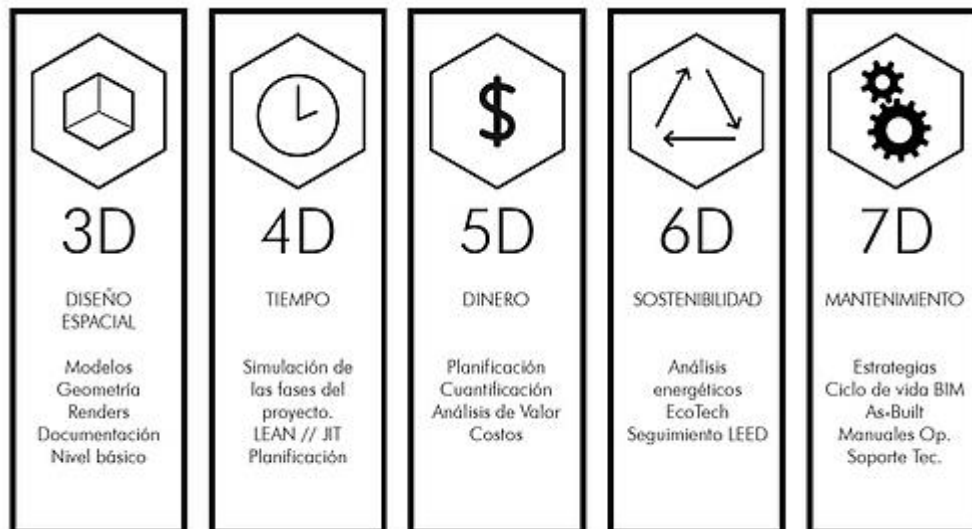 3D
DISEÑO
ESPACIAL
Modelos
Geometría
Renders
Documentación
Nivel básico
4D
TIEMPO
Simulación de
las fases del
proyecto.
LEAN // JIT
Planificación
$
5D
DINERO
Planificación
Cuantificación
Análisis de Valor
Costos
6D
SOSTENIBILIDAD
Análisis
energéticos
EcoTech
Seguimiento LEED
7D
MANTENIMIENTO
Estrategias
Ciclo de vida BIM
As-Built
Manuales Op.
Soporte Tec.